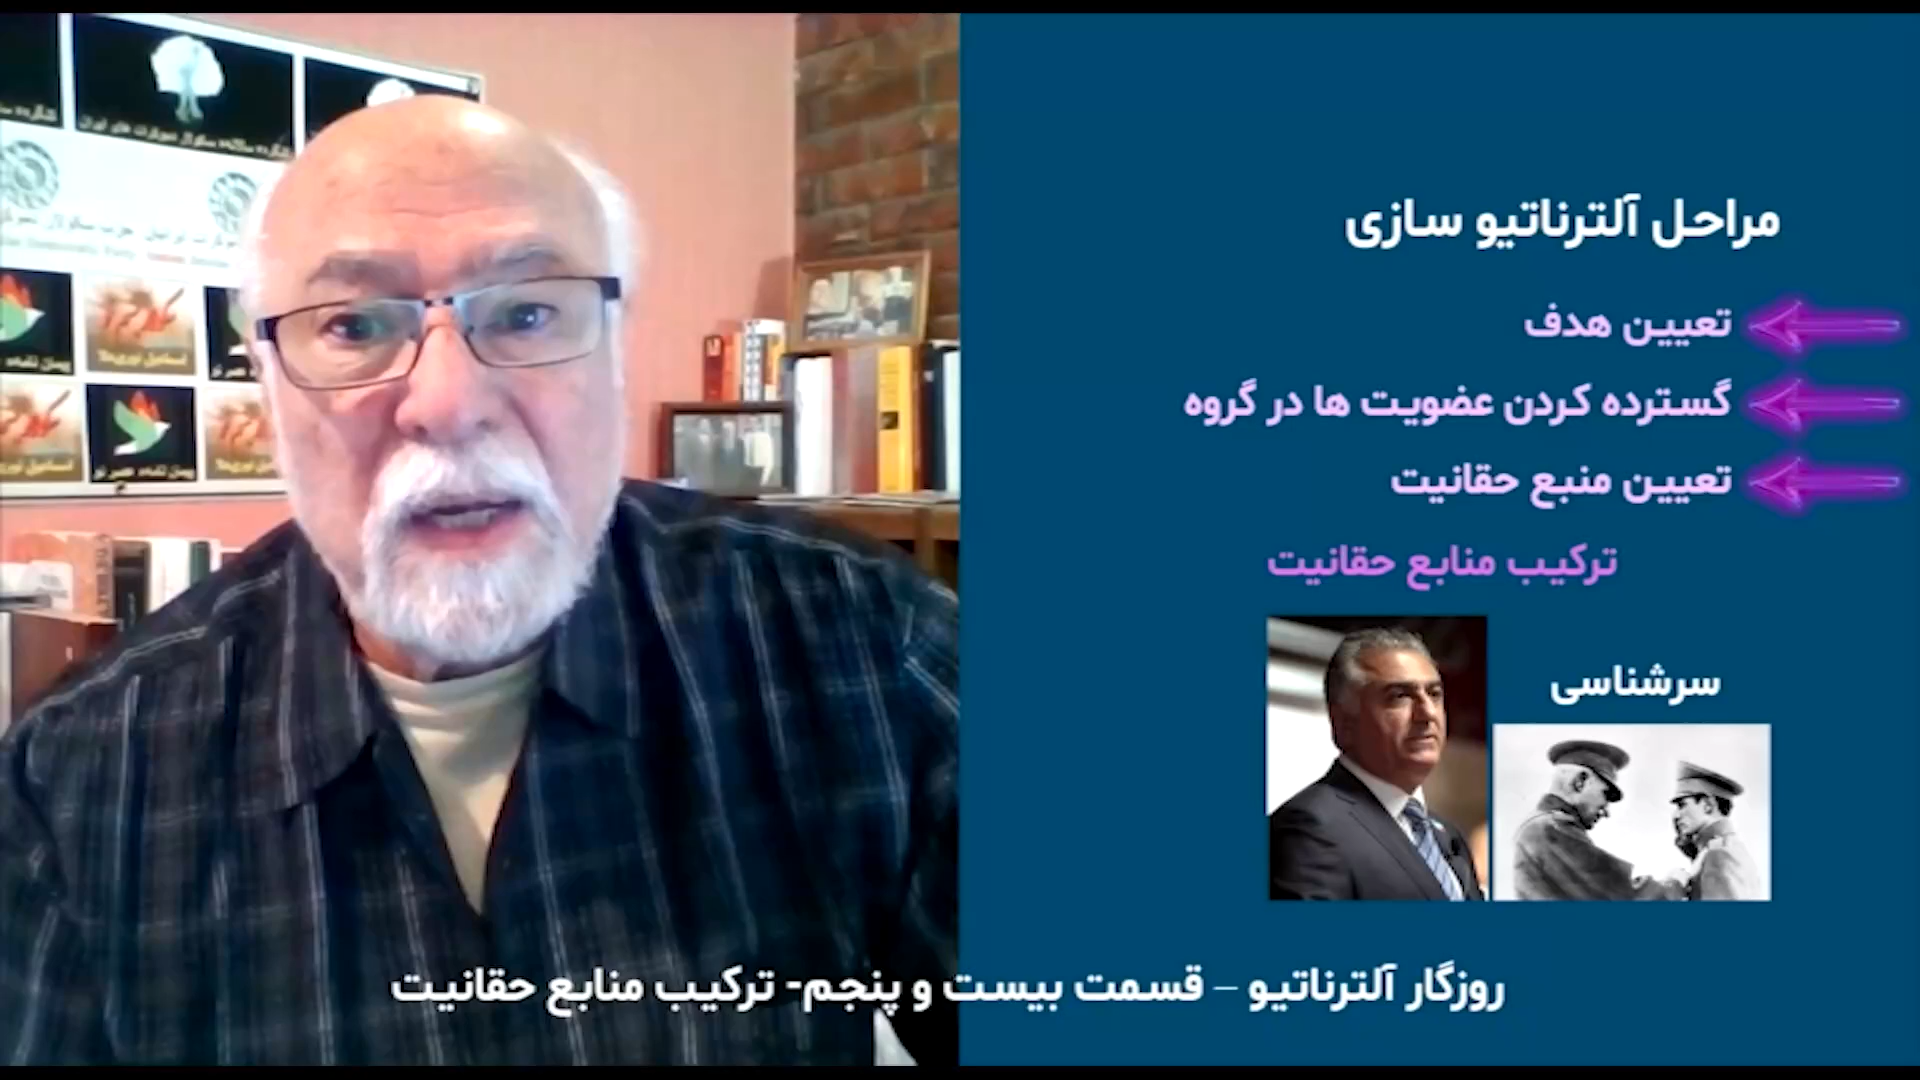 مراحل آلترناتیو سازی
تعیین هدف
گسترده کردن عضویت ها در گروه
تعیین منبع حقانیت
ترکیب منابع حقانیت
سرشناسی
روزگار آلترناتیو – قسمت بیست و پنجم- ترکیب منابع حقانیت